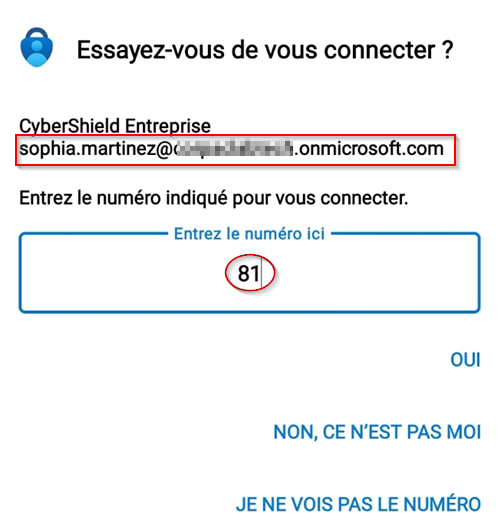 Essayez-vous de vous connecter ?
CyberShield Entreprise
sophia.martinez@ .onmicrosoft.com
Entrez le numéro indiqué pour vous connecter.
Entrez le numéro ici
81
OUI
NON, CE N’EST PAS MOI
JE NE VOIS PAS LE NUMÉRO